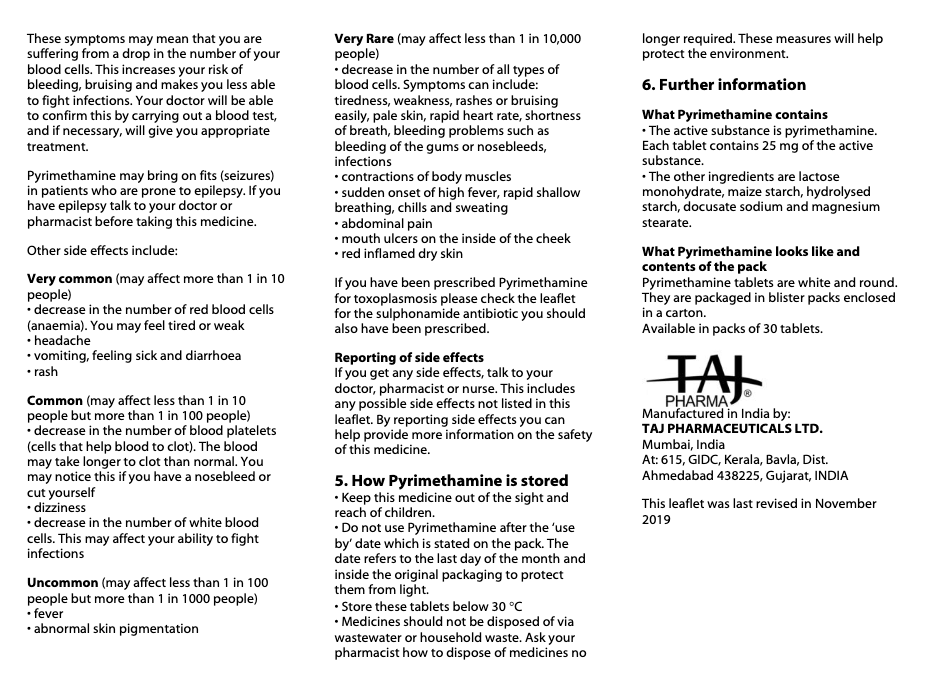 These symptoms may mean that you are
suffering from a drop in the number of your
blood cells. This increases your risk of
bleeding, bruising and makes you less able
to fight infections. Your doctor will be able
to confirm this by carrying out a blood test,
and if necessary, will give you appropriate
treatment.
Pyrimethamine may bring on fits (seizures)
in patients who are prone to epilepsy. If you
have epilepsy talk to your doctor or
pharmacist before taking this medicine.
Other side effects include:
Very common (may affect more than 1 in 10
people)
• decrease in the number of red blood cells
(anaemia). You may feel tired or weak
• headache
• vomiting, feeling sick and diarrhoea
• rash
Common (may affect less than 1 in 10
people but more than 1 in 100 people)
• decrease in the number of blood platelets
(cells that help blood to clot). The blood
may take longer to clot than normal. You
may notice this if you have a nosebleed or
cut yourself
• dizziness
• decrease in the number of white blood
cells. This may affect your ability to fight
infections
Uncommon (may affect less than 1 in 100
people but more than 1 in 1000 people)
• fever
• abnormal skin pigmentation
Very Rare (may affect less than 1 in 10,000
people)
• decrease in the number of all types of
blood cells. Symptoms can include:
tiredness, weakness, rashes or bruising
easily, pale skin, rapid heart rate, shortness
of breath, bleeding problems such as
bleeding of the gums or nosebleeds,
infections
• contractions of body muscles
• sudden onset of high fever, rapid shallow
breathing, chills and sweating
• abdominal pain
• mouth ulcers on the inside of the cheek
• red inflamed dry skin
If you have been prescribed Pyrimethamine
for toxoplasmosis please check the leaflet
for the sulphonamide antibiotic you should
also have been prescribed.
Reporting of side effects
If you get any side effects, talk to your
doctor, pharmacist or nurse. This includes
any possible side effects not listed in this
leaflet. By reporting side effects you can
help provide more information on the safety
of this medicine.
5. How Pyrimethamine is stored
• Keep this medicine out of the sight and
reach of children.
• Do not use Pyrimethamine after the ‘use
by’ date which is stated on the pack. The
date refers to the last day of the month and
inside the original packaging to protect
them from light.
• Store these tablets below 30 °C
• Medicines should not be disposed of via
wastewater or household waste. Ask your
pharmacist how to dispose of medicines no
longer required. These measures will help
protect the environment.
6. Further information
What Pyrimethamine contains
• The active substance is pyrimethamine.
Each tablet contains 25 mg of the active
substance.
• The other ingredients are lactose
monohydrate, maize starch, hydrolysed
starch, docusate sodium and magnesium
stearate.
What Pyrimethamine looks like and
contents of the pack
Pyrimethamine tablets are white and round.
They are packaged in blister packs enclosed
in a carton.
Available in packs of 30 tablets.
TAJ
PHARMA ®
Manufactured in India by:
TAJ PHARMACEUTICALS LTD.
Mumbai, India
At: 615, GIDC, Kerala, Bavla, Dist.
Ahmedabad 438225, Gujarat, INDIA
This leaflet was last revised in November
2019